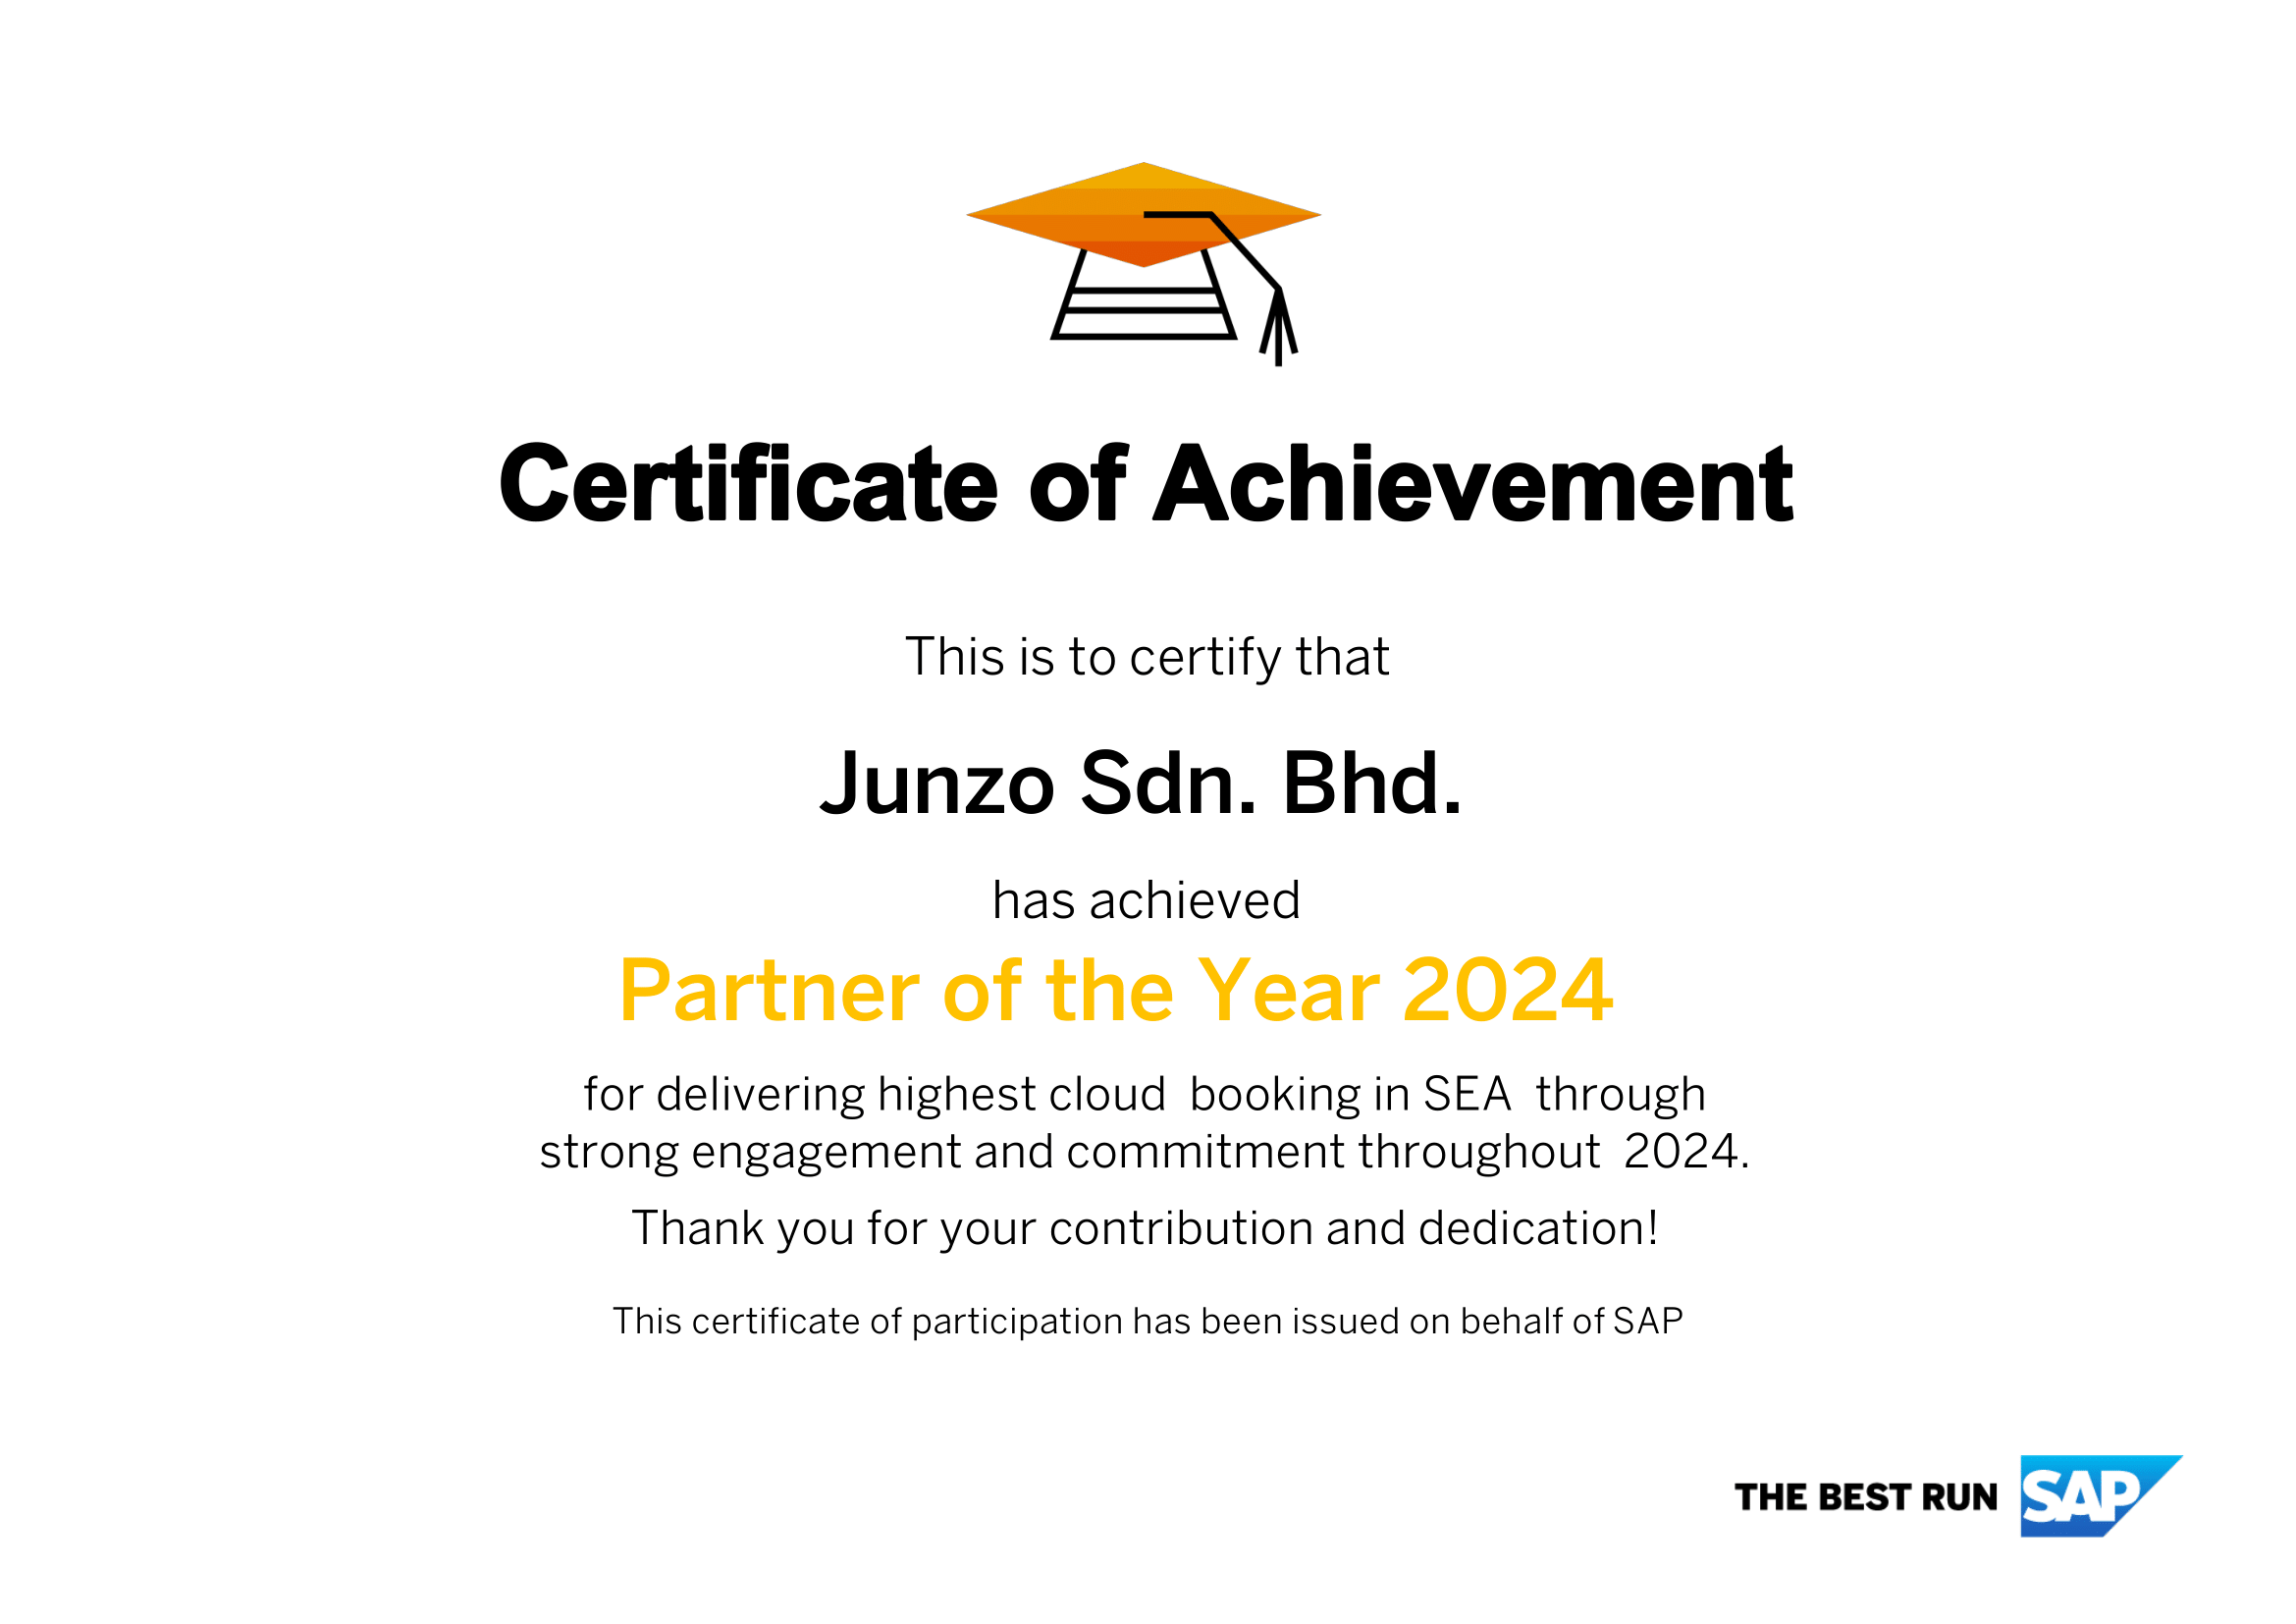 Certificate of Achievement
This is to certify that
Junzo Sdn. Bhd.
has achieved
Partner of the Year 2024
for delivering highest cloud booking in SEA through
strong engagement and commitment throughout 2024.
Thank you for your contribution and dedication!
This certificate of participation has been issued on behalf of SAP
THE BEST RUN SAP